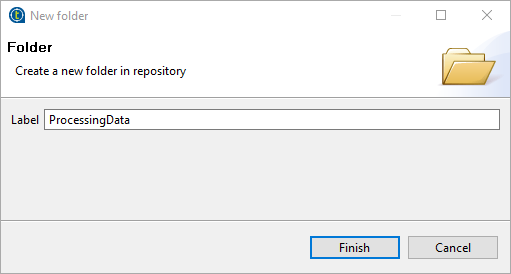 New folder
Folder
Create a new folder in repository
Label ProcessingData
Finish Cancel